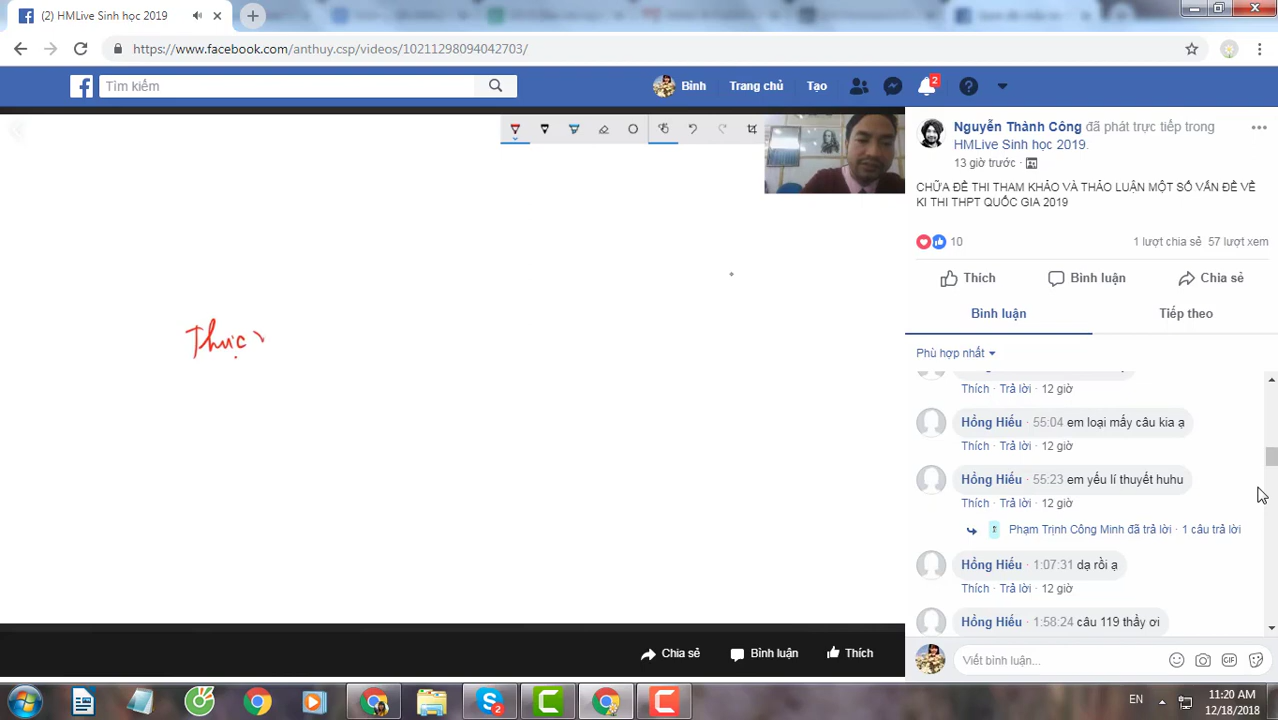 (2) HMLive Sinh học 2019
https://www.facebook.com/anthuy.csp/videos/10211298094042703/
Tìm kiếm
Bình
Trang chủ
Tạo
2
Thực
Nguyễn Thành Công đã phát trực tiếp trong
HMLive Sinh học 2019.
13 giờ trước ·
CHỮA ĐỀ THI THAM KHẢO VÀ THẢO LUẬN MỘT SỐ VẤN ĐỀ VỀ
KI THI THPT QUỐC GIA 2019
10
1 lượt chia sẻ 57 lượt xem
Thích
Bình luận
Chia sẻ
Bình luận
Tiếp theo
Phù hợp nhất
Thích · Trả lời · 12 giờ
Hồng Hiếu · 55:04 em loại mấy câu kia ạ
Thích · Trả lời · 12 giờ
Hồng Hiếu · 55:23 em yếu lí thuyết huhu
Thích · Trả lời · 12 giờ
Phạm Trịnh Công Minh đã trả lời · 1 câu trả lời
Hồng Hiếu · 1:07:31 dạ rồi ạ
Thích · Trả lời · 12 giờ
Hồng Hiếu · 1:58:24 câu 119 thầy ơi
Chia sẻ
Bình luận
Thích
Viết bình luận...
GIF
2
EN
11:20 AM
12/18/2018